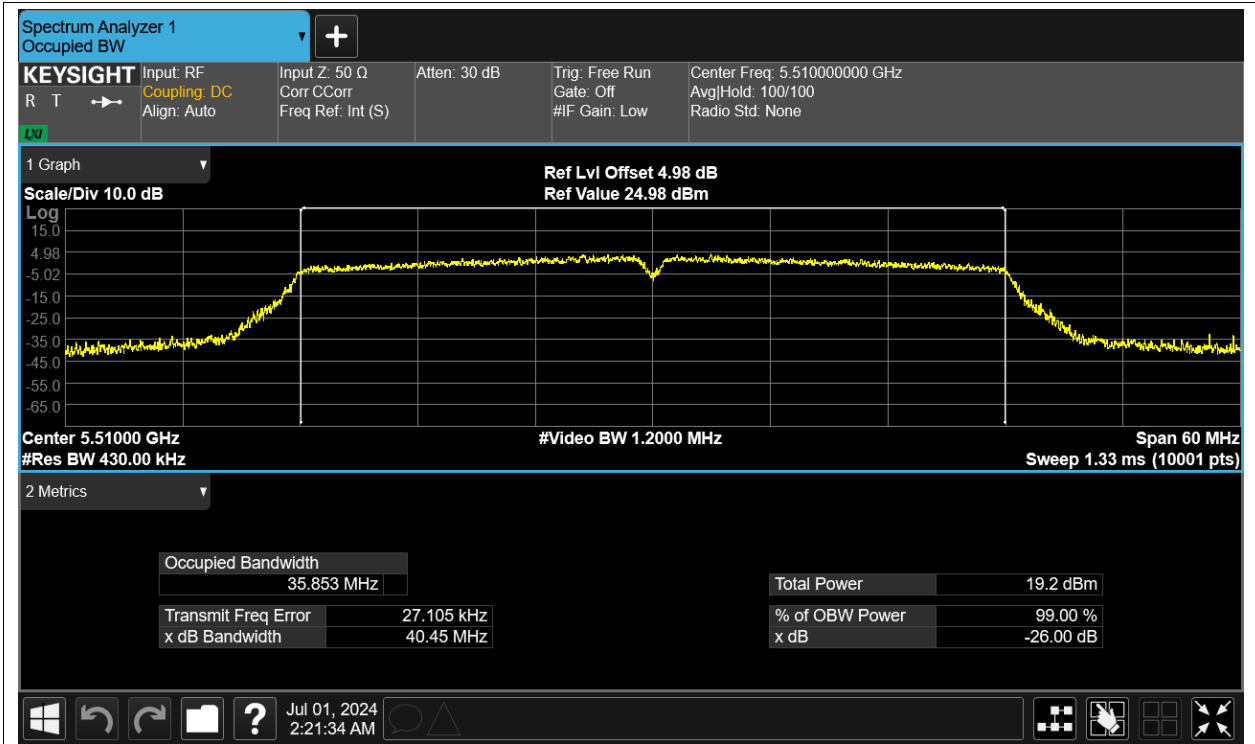 Spectrum Analyzer 1
Occupied BW
KEYSIGHT
R T
LXI
Input: RF
Coupling: DC
Align: Auto
Input Z: 50 Ω
Corr CCorr
Freq Ref: Int (S)
Atten: 30 dB
Trig: Free Run
Gate: Off
#IF Gain: Low
Center Freq: 5.510000000 GHz
Avg|Hold: 100/100
Radio Std: None
1 Graph
Scale/Div 10.0 dB
Ref Lvl Offset 4.98 dB
Ref Value 24.98 dBm
Log
15.0
4.98
-5.02
-15.0
-25.0
-35.0
-45.0
-55.0
-65.0
Center 5.51000 GHz
#Video BW 1.2000 MHz
Span 60 MHz
#Res BW 430.00 kHz
Sweep 1.33 ms (10001 pts)
2 Metrics
Occupied Bandwidth
35.853 MHz
Total Power 19.2 dBm
Transmit Freq Error 27.105 kHz
% of OBW Power 99.00 %
x dB Bandwidth 40.45 MHz
x dB -26.00 dB
?
Jul 01, 2024
2:21:34 AM